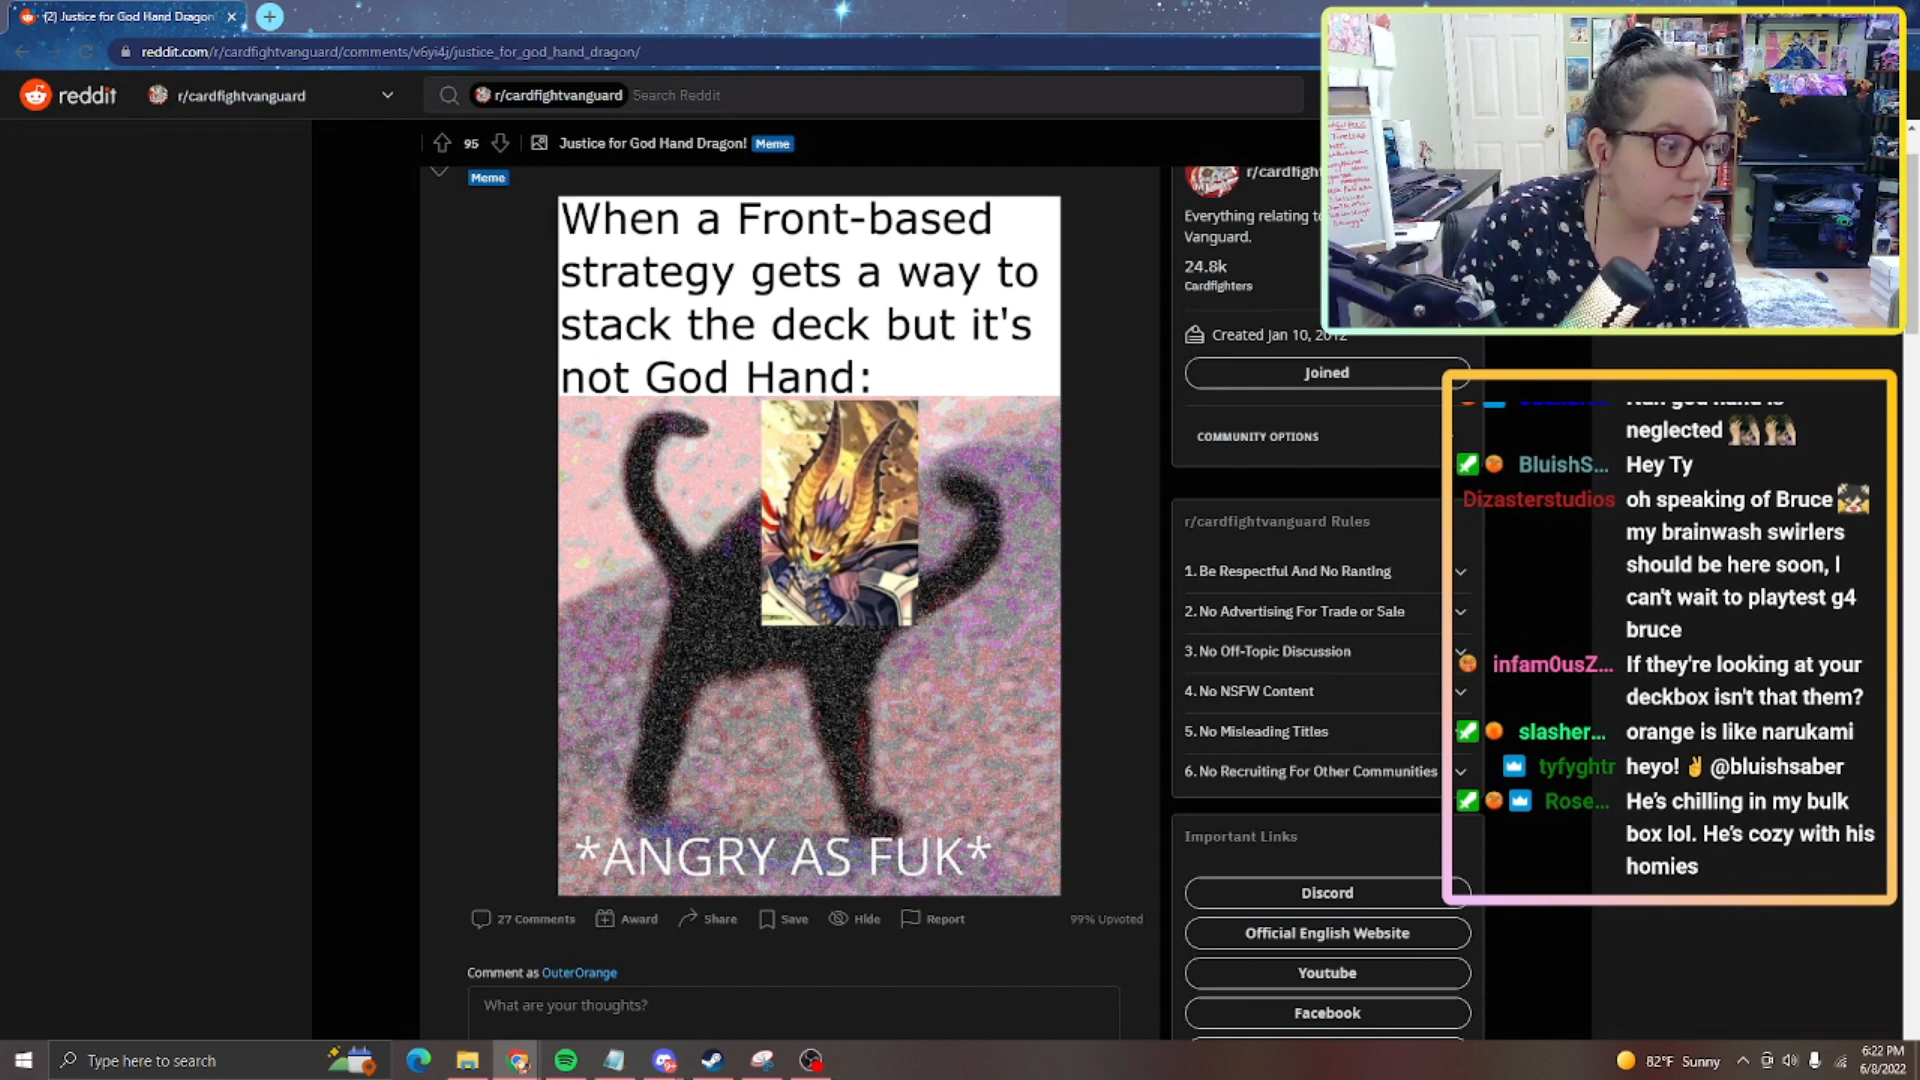 (2) Justice for God Hand Dragon
reddit.com/r/cardfightvanguard/comments/v6yi4j/justice_for_god_hand_dragon/
reddit
r/cardfightvanguard
r/cardfightvanguard
Search Reddit
95
Justice for God Hand Dragon!
Meme
Meme
When a Front-based
strategy gets a way to
stack the deck but it's
not God Hand:
*ANGRY AS FUK*
27 Comments
Award
Share
Save
Hide
Report
99% Upvoted
Comment as OuterOrange
What are your thoughts?
r/cardfigh
Everything relating to
Vanguard.
24.8k
Cardfighters
Created Jan 10, 2012
Joined
COMMUNITY OPTIONS
r/cardfightvanguard Rules
1. Be Respectful And No Ranting
2. No Advertising For Trade or Sale
3. No Off-Topic Discussion
4. No NSFW Content
5. No Misleading Titles
6. No Recruiting For Other Communities
Important Links
Discord
Official English Website
Youtube
Facebook
neglected
BluishS... Hey Ty
Dizasterstudios oh speaking of Bruce
my brainwash swirlers
should be here soon, I
can't wait to playtest g4
bruce
infam0usZ... If they're looking at your
deckbox isn't that them?
slasher... orange is like narukami
tyfyghtr heyo! ✌ @bluishsaber
Rose... He's chilling in my bulk
box lol. He's cozy with his
homies
Type here to search
82°F Sunny
6:22 PM
6/8/2022